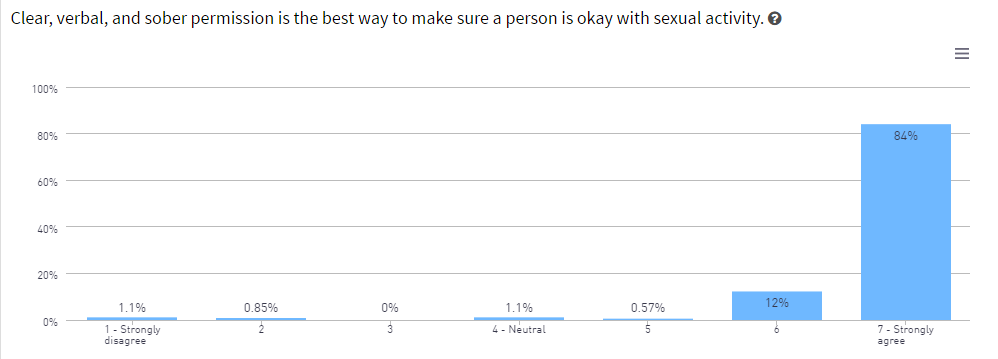 Clear, verbal, and sober permission is the best way to make sure a person is okay with sexual activity. ?
100%
80%
60%
40%
20%
0%
1.1%
0.85%
0%
1.1%
0.57%
12%
84%
1 - Strongly
disagree
2
3
4 - Neutral
5
6
7 - Strongly
agree